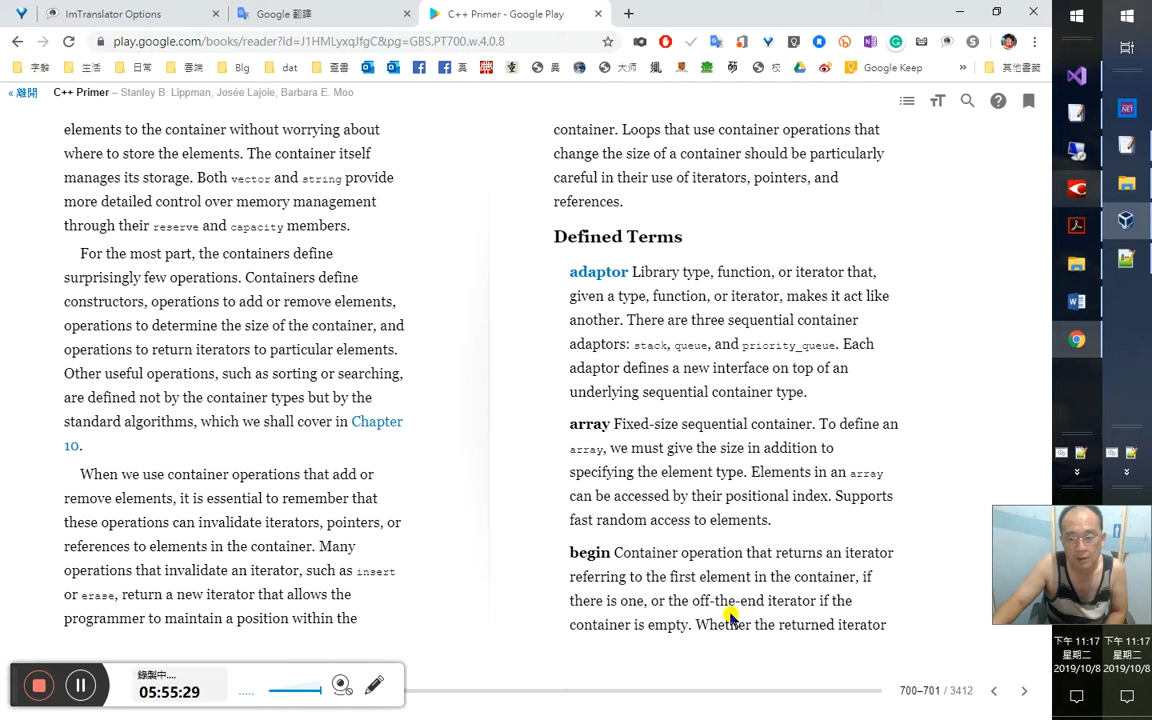 ImTranslator Options
Google 翻譯
C++ Primer - Google Play
play.google.com/books/reader?id=J1HMLyxqJfgC&pg=GBS.PT700.w.4.0.8
字辭
生活
日常
雲端
Blg
dat
查書
真
異
大师
萌
校
Google Keep
»
其他書籤
« 離開
C++ Primer – Stanley B. Lippman, Josée Lajoie, Barbara E. Moo
elements to the container without worrying about
where to store the elements. The container itself
manages its storage. Both vector and string provide
more detailed control over memory management
through their reserve and capacity members.
For the most part, the containers define
surprisingly few operations. Containers define
constructors, operations to add or remove elements,
operations to determine the size of the container, and
operations to return iterators to particular elements.
Other useful operations, such as sorting or searching,
are defined not by the container types but by the
standard algorithms, which we shall cover in Chapter
10.
When we use container operations that add or
remove elements, it is essential to remember that
these operations can invalidate iterators, pointers, or
references to elements in the container. Many
operations that invalidate an iterator, such as insert
or erase, return a new iterator that allows the
programmer to maintain a position within the
container. Loops that use container operations that
change the size of a container should be particularly
careful in their use of iterators, pointers, and
references.
Defined Terms
adaptor Library type, function, or iterator that,
given a type, function, or iterator, makes it act like
another. There are three sequential container
adaptors: stack, queue, and priority_queue. Each
adaptor defines a new interface on top of an
underlying sequential container type.
array Fixed-size sequential container. To define an
array, we must give the size in addition to
specifying the element type. Elements in an array
can be accessed by their positional index. Supports
fast random access to elements.
begin Container operation that returns an iterator
referring to the first element in the container, if
there is one, or the off-the-end iterator if the
container is empty. Whether the returned iterator
700–701 / 3412
錄製中....
05:55:29
下午 11:17
星期二
2019/10/8
下午 11:17
星期二
2019/10/8